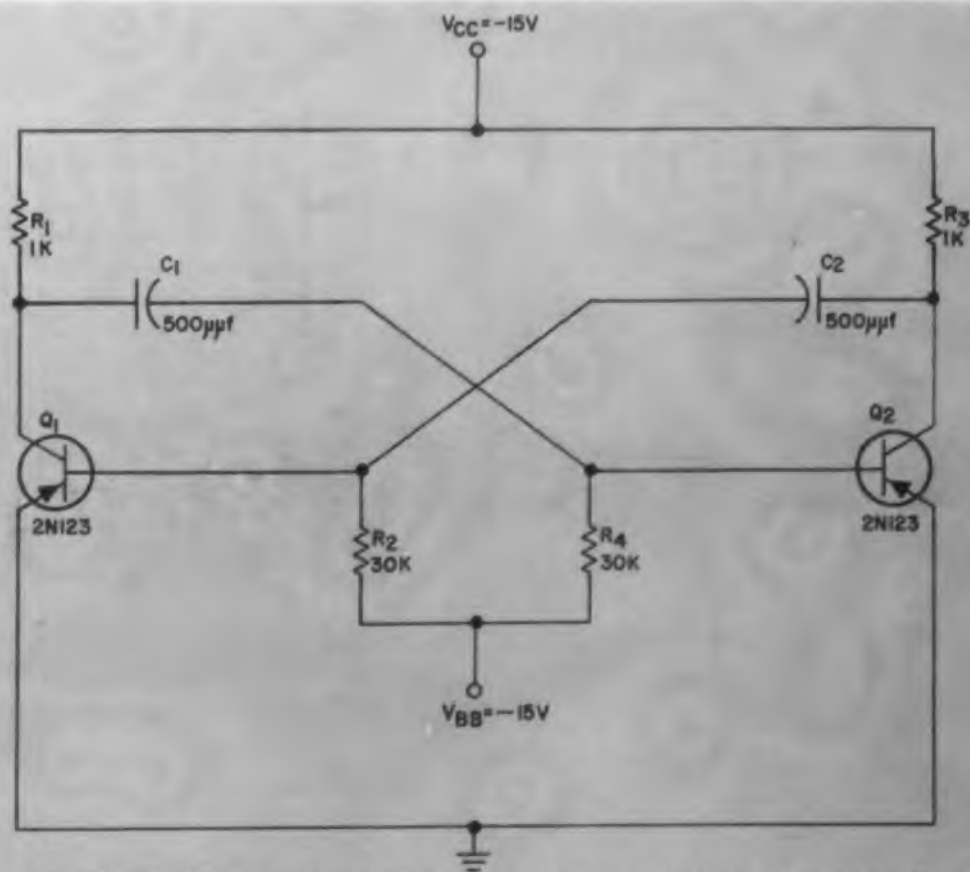 VCC=-15V
R1
1K
R3
1K
C1
500μμf
C2
500μμf
Q1
2N123
Q2
2N123
R2
30K
R4
30K
VBB=-15V